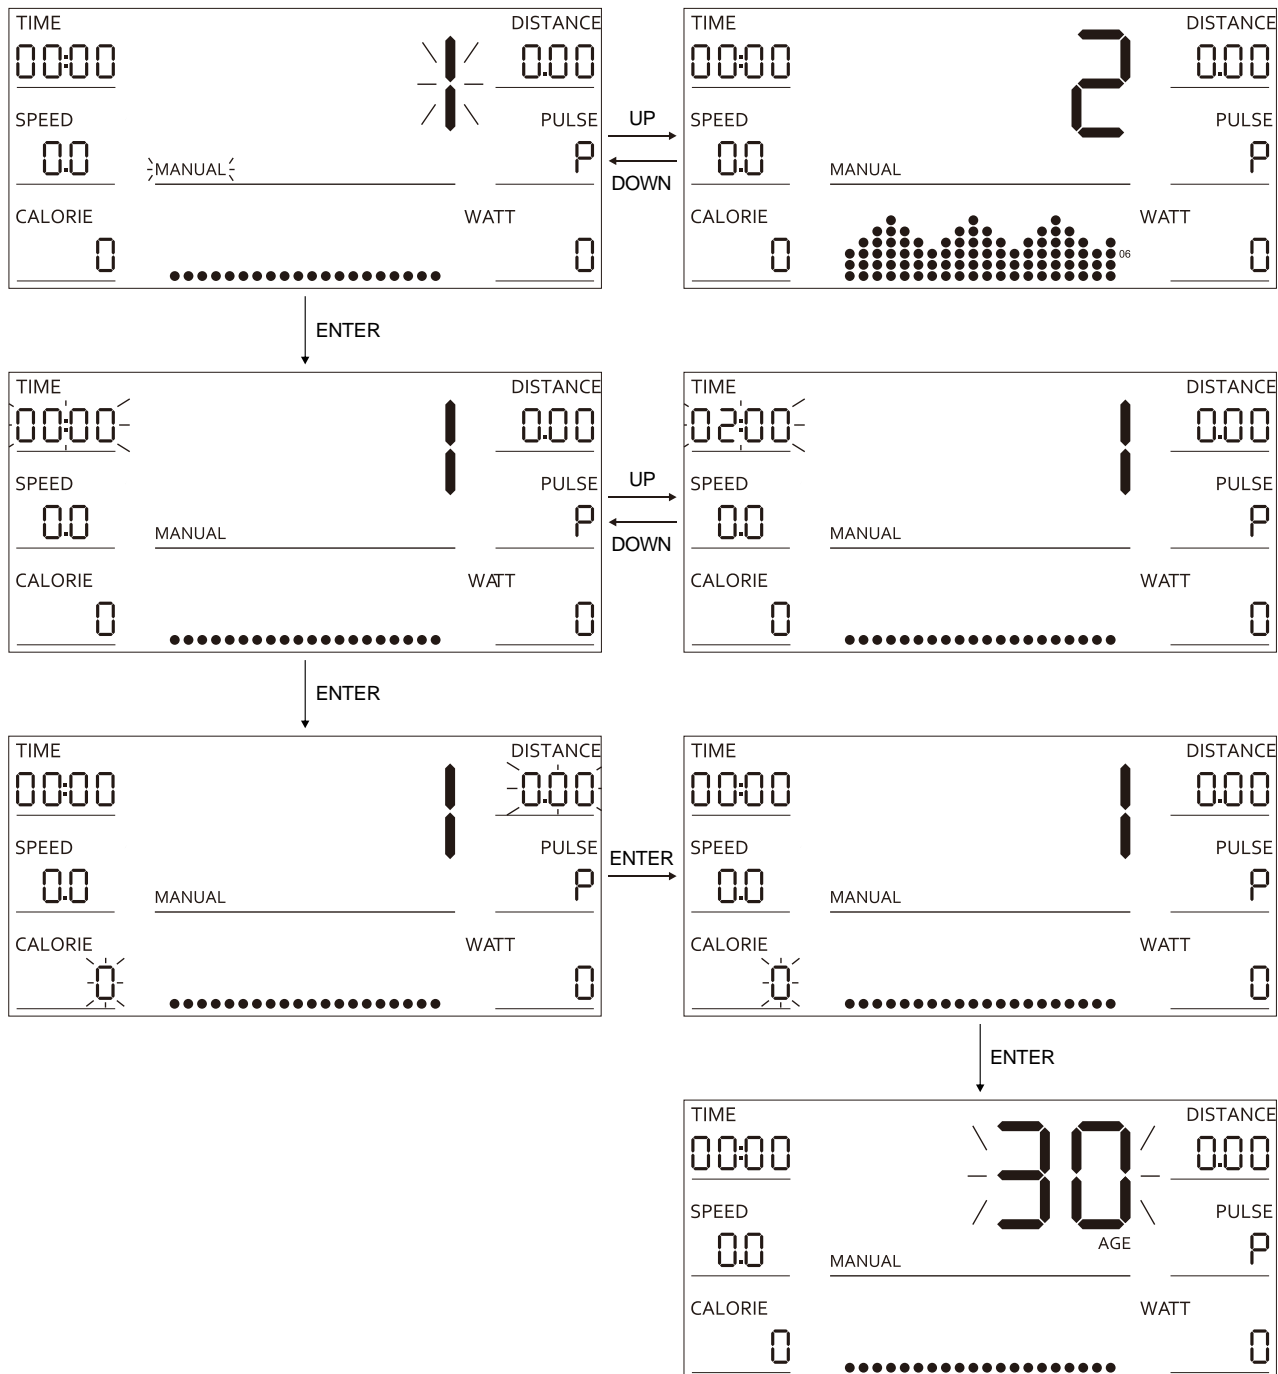 TIME DISTANCE TIME DISTANCE
00:00 1 0.00 00:00 2 0.00
SPEED PULSE UP SPEED PULSE
0.0 MANUAL P DOWN 0.0 MANUAL P
CALORIE WATT CALORIE WATT
0 0 0 06 0
ENTER
TIME DISTANCE TIME DISTANCE
00:00 1 0.00 02:00 1 0.00
SPEED PULSE UP SPEED PULSE
0.0 MANUAL P DOWN 0.0 MANUAL P
CALORIE WATT CALORIE WATT
0 0 0 0
ENTER
TIME DISTANCE TIME DISTANCE
00:00 1 0.00 00:00 1 0.00
SPEED PULSE ENTER SPEED PULSE
0.0 MANUAL P 0.0 MANUAL P
CALORIE WATT CALORIE WATT
0 0 0 0
ENTER
TIME DISTANCE
00:00 30 0.00
SPEED PULSE
AGE
0.0 MANUAL P
CALORIE WATT
0 0